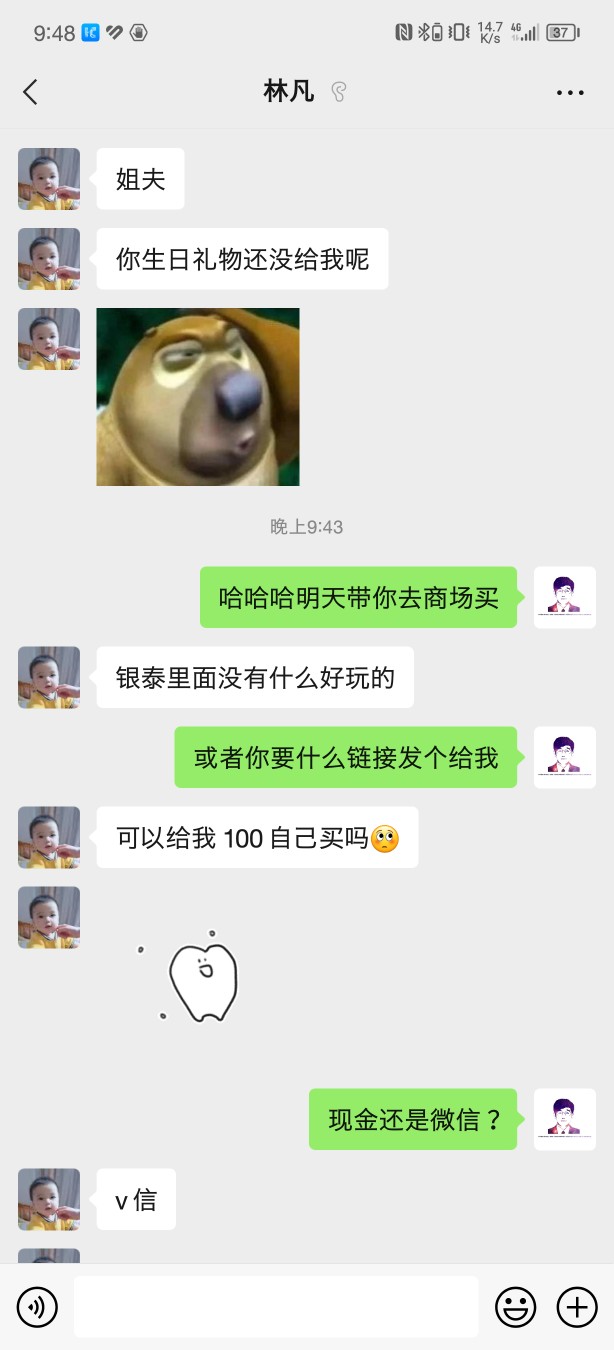 9:48
14.7
K/s
4G
37
林凡
姐夫
你生日礼物还没给我呢
晚上9:43
哈哈哈明天带你去商场买
银泰里面没有什么好玩的
或者你要什么链接发个给我
可以给我 100 自己买吗🥺
现金还是微信？
v 信